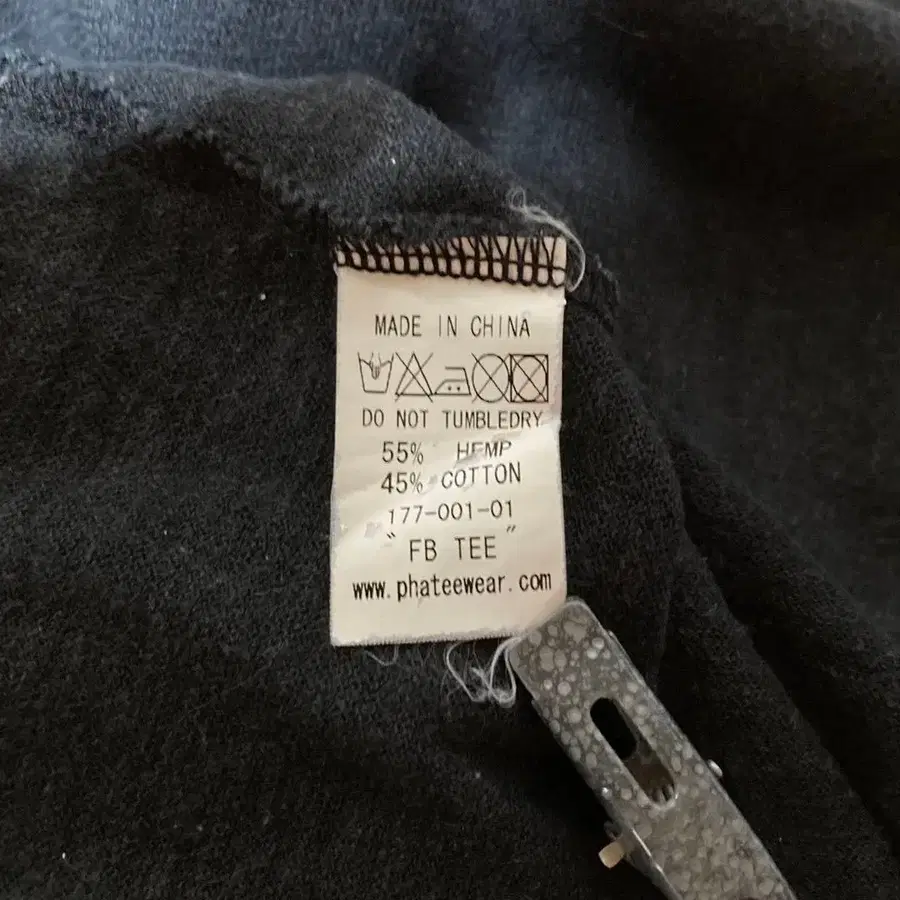 MADE IN CHINA
DO NOT TUMBLEDRY
55% HEMP
45% COTTON
177-001-01
"FB TEE"
www.phateewear.com